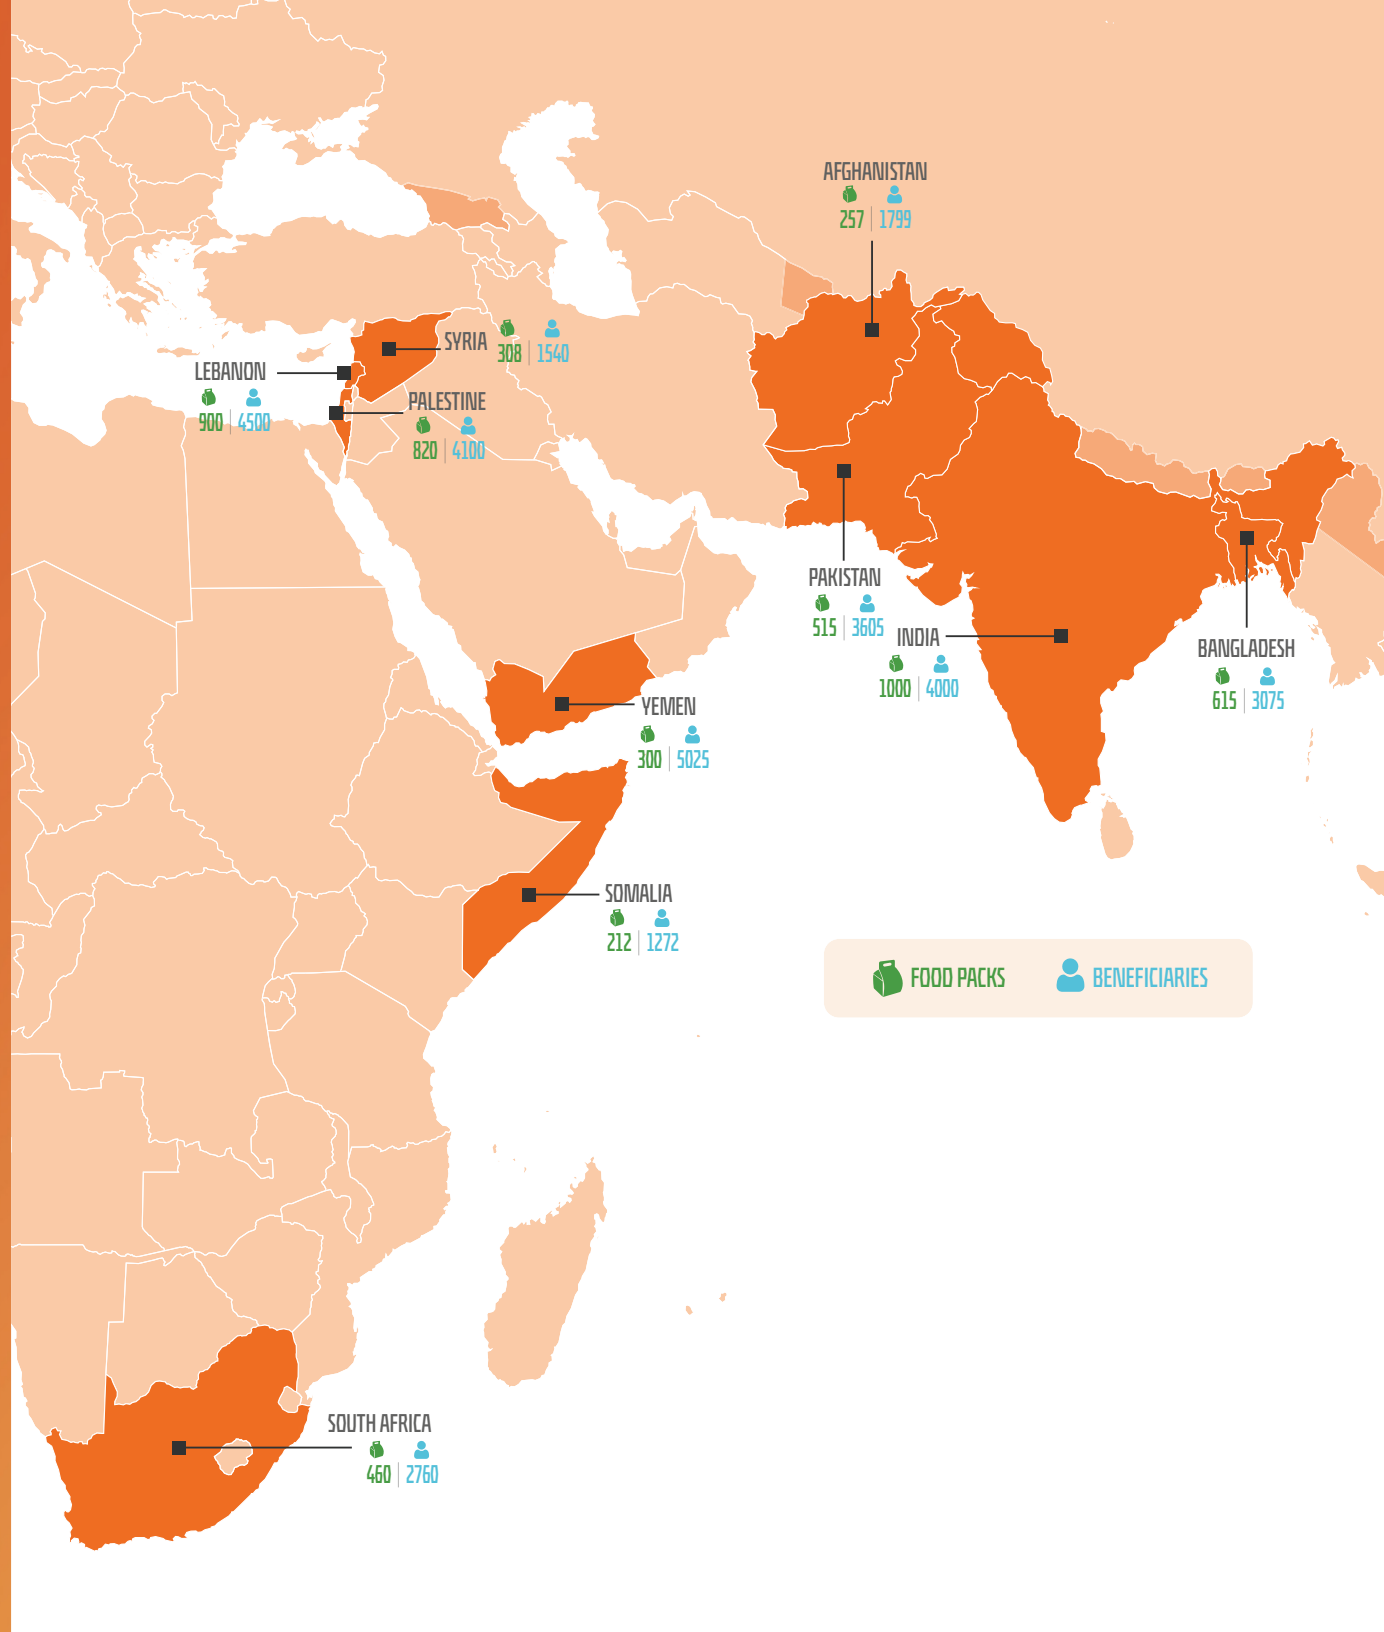 AFGHANISTAN
257 | 1799
SYRIA
308 | 1540
LEBANON
900 | 4500
PALESTINE
820 | 4100
PAKISTAN
515 | 3605
INDIA
1000 | 4000
BANGLADESH
615 | 3075
YEMEN
300 | 5025
SOMALIA
212 | 1272
FOOD PACKS BENEFICIARIES
SOUTH AFRICA
460 | 2760